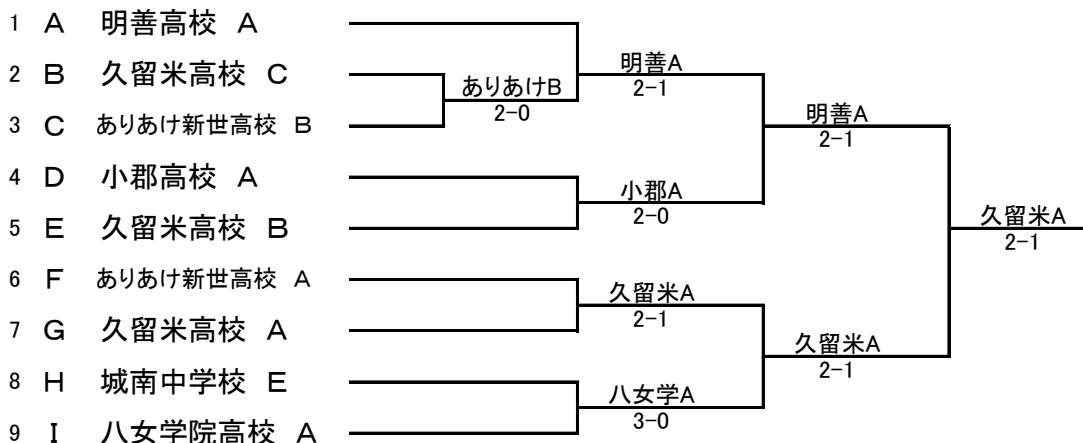 1 A 明善高校 A
2 B 久留米高校 C
3 C ありあけ新世高校 B
4 D 小郡高校 A
5 E 久留米高校 B
6 F ありあけ新世高校 A
7 G 久留米高校 A
8 H 城南中学校 E
9 I 八女学院高校 A
ありあけB
2-0
明善A
2-1
小郡A
2-0
久留米A
2-1
八女学A
3-0
明善A
2-1
久留米A
2-1
久留米A
2-1